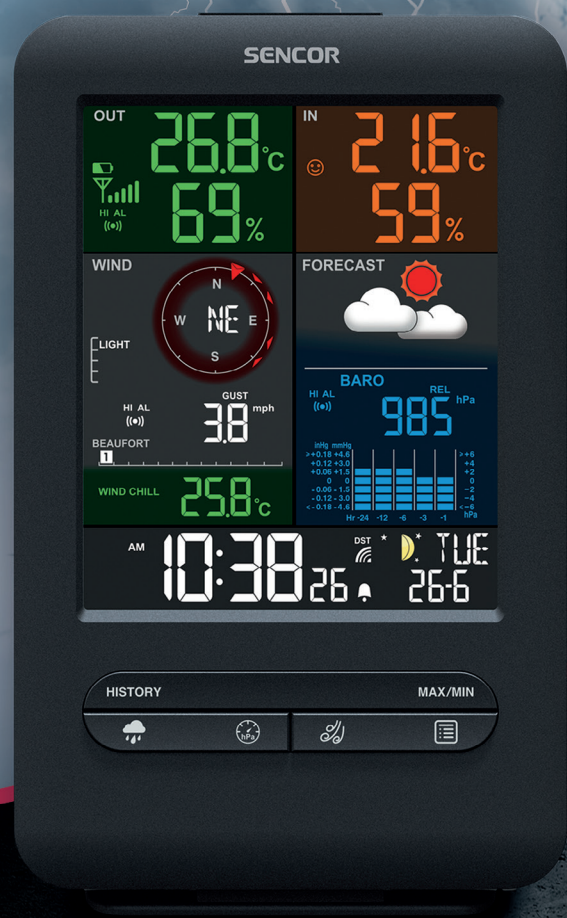 SENCOR
OUT
26.8°C
69%
HI AL
IN
21.6°C
59%
WIND
N
W NE E
S
LIGHT
HI AL
GUST
3.8 mph
BEAUFORT
1
WIND CHILL 25.8°C
FORECAST
BARO
HI AL
REL
985 hPa
inHg mmHg
>+0.18 +4.6 >+6
+0.12 +3.0 +4
+0.06 +1.5 +2
0 0 0
-0.06 -1.5 -2
-0.12 -3.0 -4
<-0.18 -4.6 <-6
Hr -24 -12 -6 -3 -1 hPa
AM 10:38 26 DST TUE
26-6
HISTORY MAX/MIN
hPa